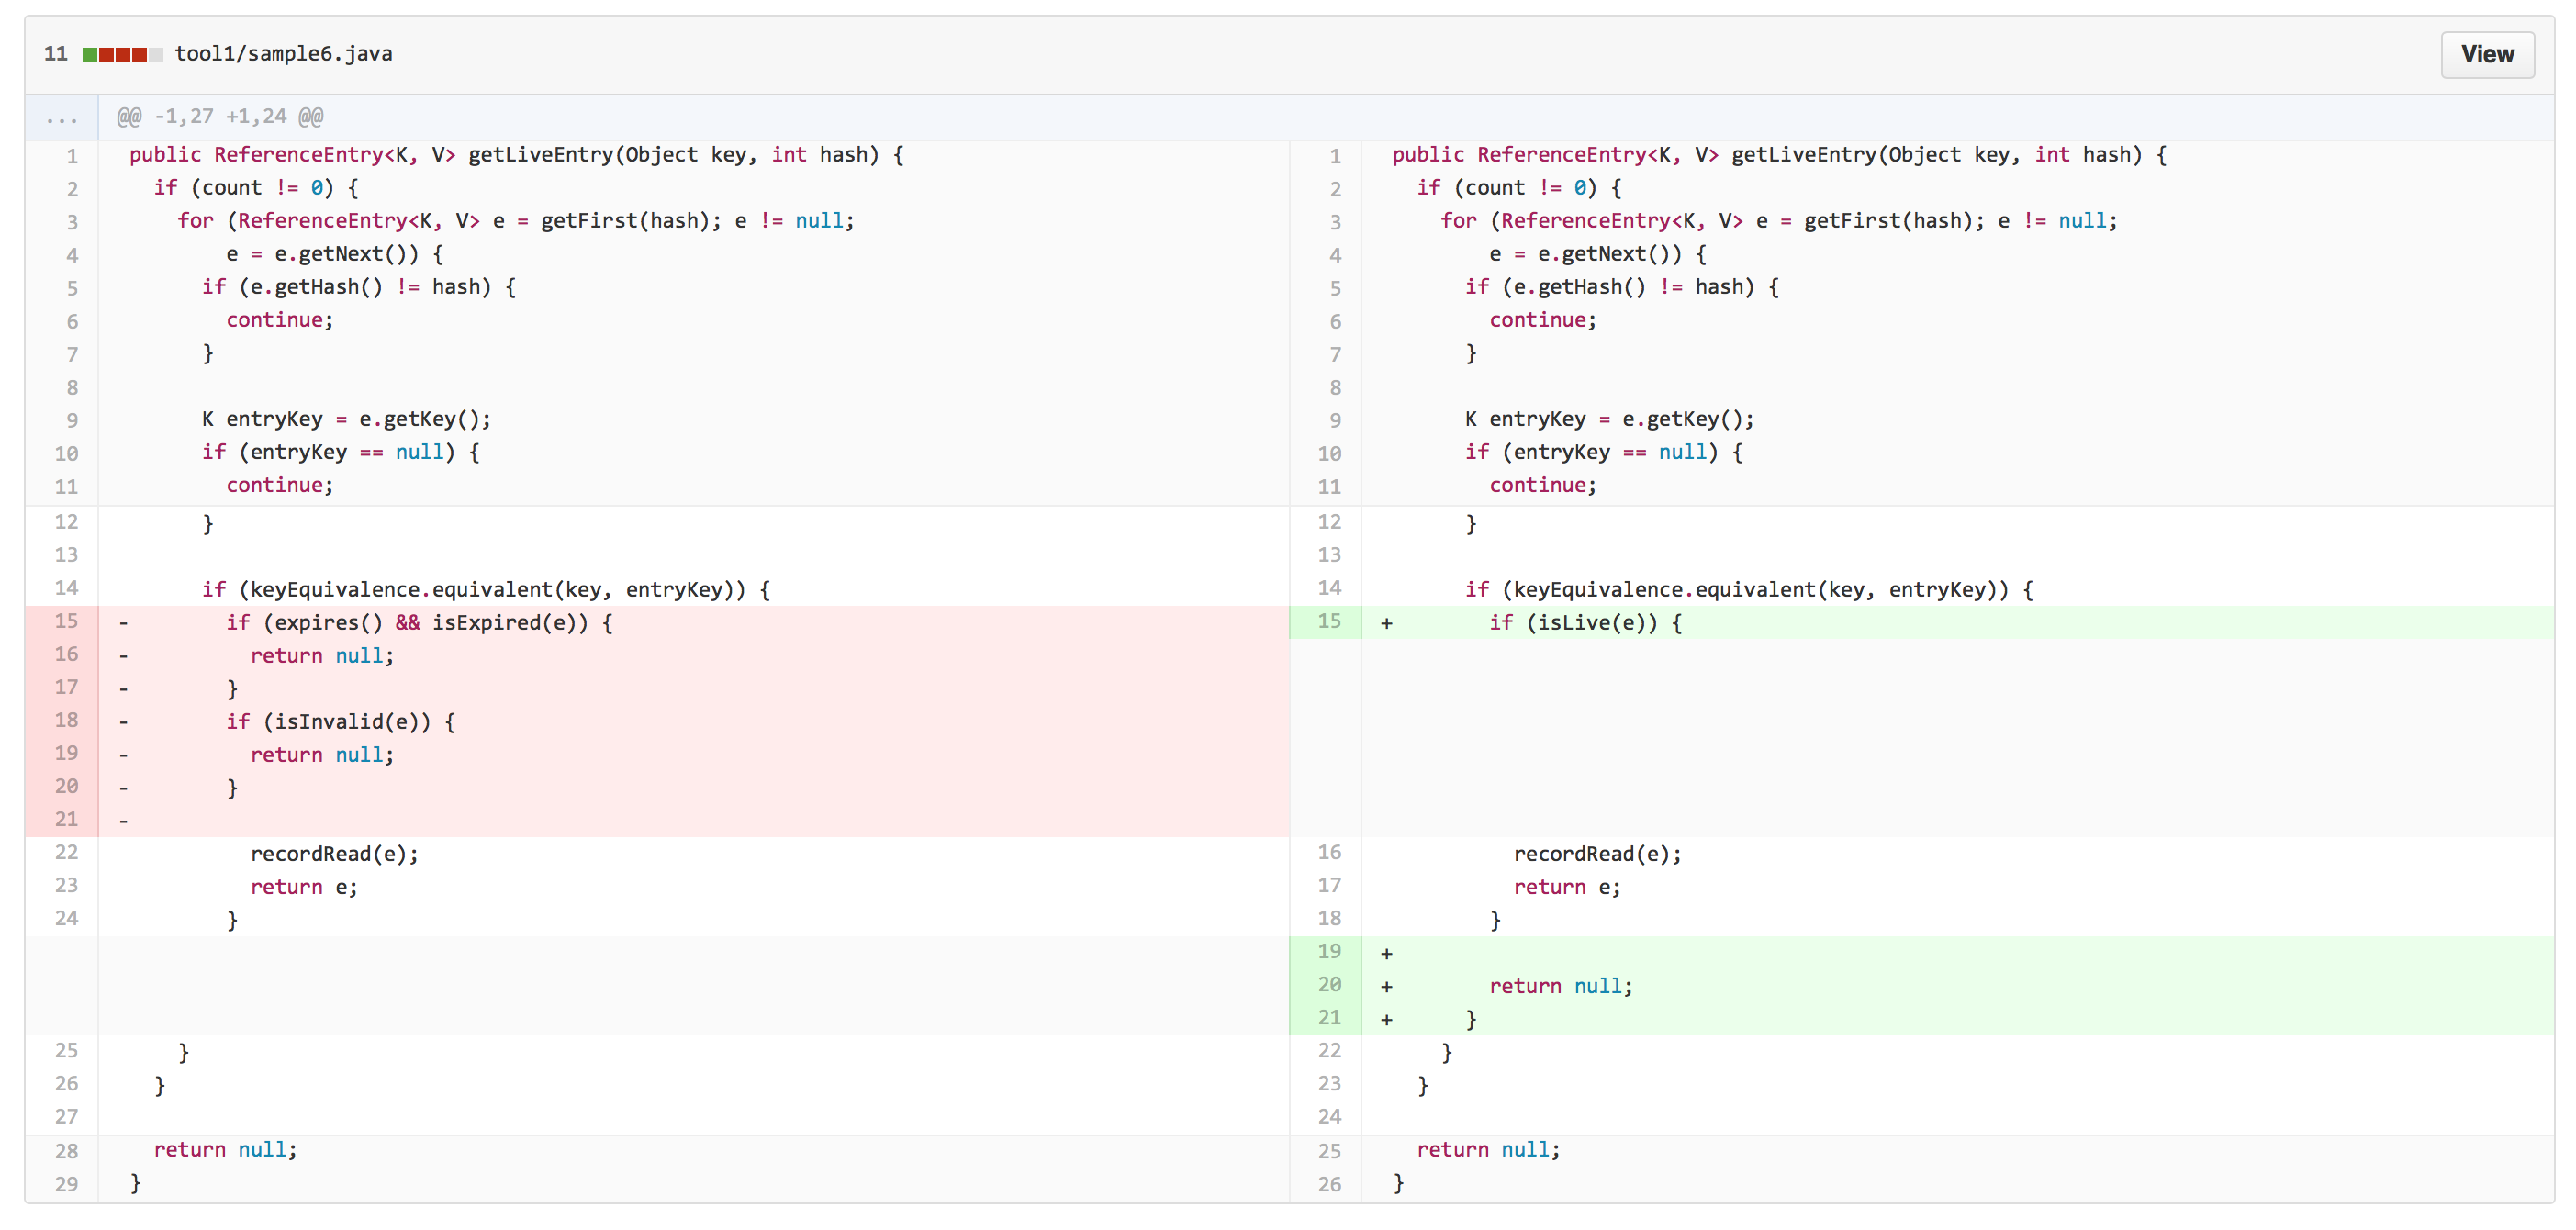 11 tool1/sample6.java View
... @@ -1,27 +1,24 @@
1 public ReferenceEntry<K, V> getLiveEntry(Object key, int hash) {
2 if (count != 0) {
3 for (ReferenceEntry<K, V> e = getFirst(hash); e != null;
4 e = e.getNext()) {
5 if (e.getHash() != hash) {
6 continue;
7 }
8
9 K entryKey = e.getKey();
10 if (entryKey == null) {
11 continue;
12 }
13
14 if (keyEquivalence.equivalent(key, entryKey)) {
15 - if (expires() && isExpired(e)) {
16 - return null;
17 - }
18 - if (isInvalid(e)) {
19 - return null;
20 - }
21 -
22 recordRead(e);
23 return e;
24 }
25 }
26 }
27
28 return null;
29 }
1 public ReferenceEntry<K, V> getLiveEntry(Object key, int hash) {
2 if (count != 0) {
3 for (ReferenceEntry<K, V> e = getFirst(hash); e != null;
4 e = e.getNext()) {
5 if (e.getHash() != hash) {
6 continue;
7 }
8
9 K entryKey = e.getKey();
10 if (entryKey == null) {
11 continue;
12 }
13
14 if (keyEquivalence.equivalent(key, entryKey)) {
15 + if (isLive(e)) {
16 recordRead(e);
17 return e;
18 }
19 +
20 + return null;
21 + }
22 }
23 }
24
25 return null;
26 }